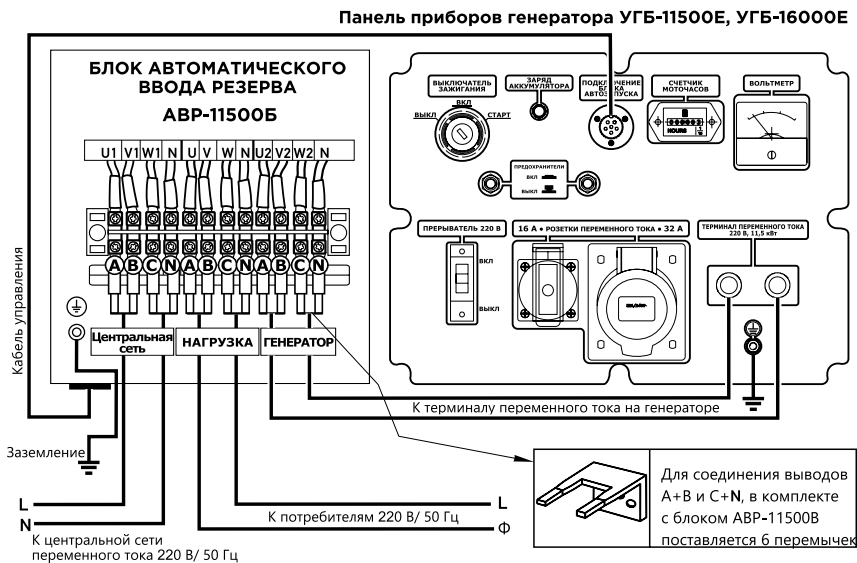 Панель приборов генератора УГБ-11500Е, УГБ-16000Е
БЛОК АВТОМАТИЧЕСКОГО
ВВОДА РЕЗЕРВА
АВР-11500Б
U1 V1 W1 N U V W N U2 V2 W2 N
A B C N A B C N A B C N
Центральная
сеть
НАГРУЗКА
ГЕНЕРАТОР
Кабель управления
Заземление
L
N
К центральной сети
переменного тока 220 В/ 50 Гц
К потребителям 220 В/ 50 Гц
L
Ф
К терминалу переменного тока на генераторе
ВЫКЛЮЧАТЕЛЬ
ЗАЖИГАНИЯ
ВКЛ
ВЫКЛ
СТАРТ
ЗАРЯД
АККУМУЛЯТОРА
ПОДКЛЮЧЕНИЕ
БЛОКА
АВТОЗАПУСКА
СЧЕТЧИК
МОТОЧАСОВ
HOURS
ВОЛЬТМЕТР
ПРЕДОХРАНИТЕЛИ
ВКЛ
ВЫКЛ
ПРЕРЫВАТЕЛЬ 220 В
ВКЛ
ВЫКЛ
16 А • РОЗЕТКИ ПЕРЕМЕННОГО ТОКА • 32 А
ТЕРМИНАЛ ПЕРЕМЕННОГО ТОКА
220 В, 11,5 кВт
Для соединения выводов
А+В и С+N, в комплекте
с блоком АВР-11500В
поставляется 6 перемычек